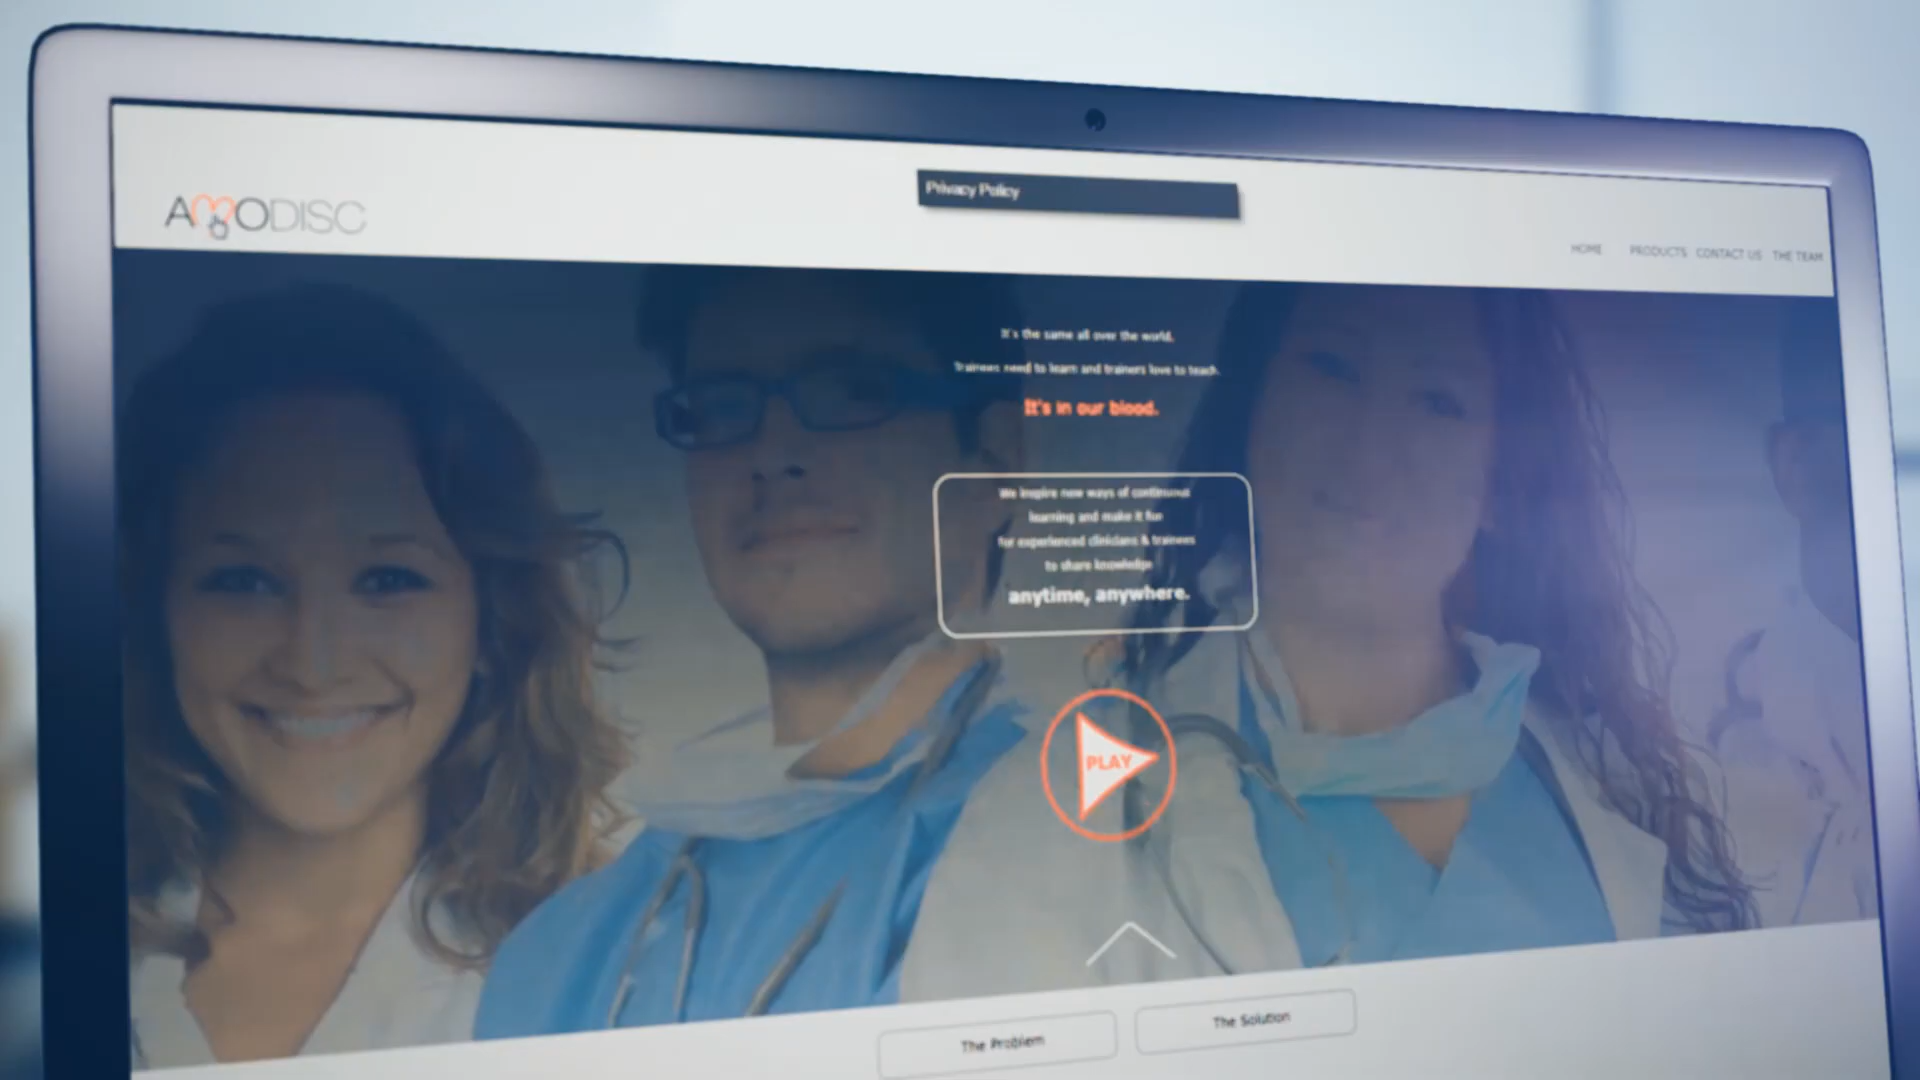 Privacy Policy
AMODISC
HOME PRODUCTS CONTACT US THE TEAM
It's the same all over the world.
Trainees need to learn and trainers love to teach.
It's in our blood.
We inspire new ways of continuous
learning and make it fun
for experienced clinicians & trainees
to share knowledge
anytime, anywhere.
PLAY
The Problem
The Solution